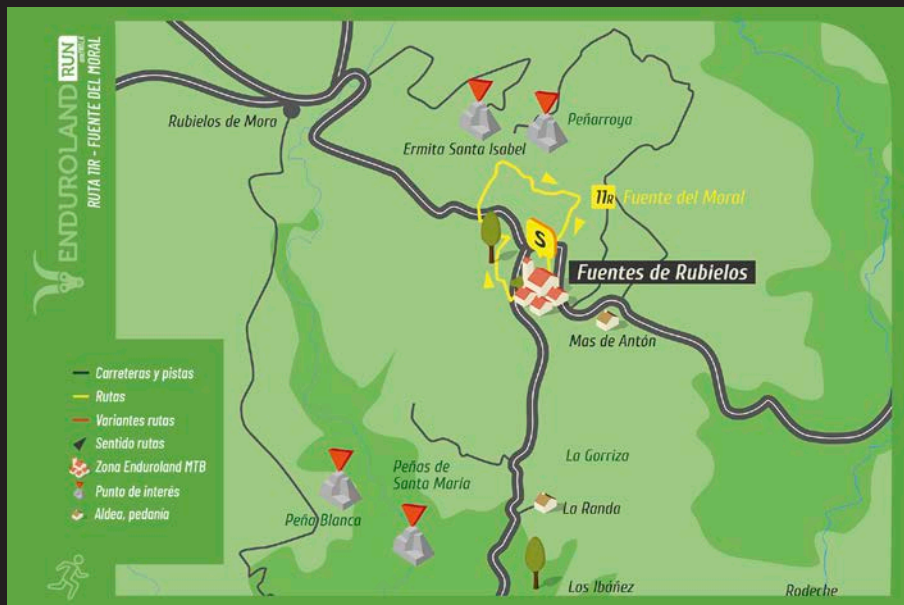 ENDUROLAND RUN
RUTA 11R - FUENTE DEL MORAL
Rubielos de Mora
Ermita Santa Isabel
Peñarroya
11R Fuente del Moral
S
Fuentes de Rubielos
Mas de Antón
Carreteras y pistas
Rutas
Variantes rutas
Sentido rutas
Zona Enduroland MTB
Punto de interés
Aldea, pedanía
Peña Blanca
Peñas de
Santa María
La Gorriza
La Randa
Los Ibáñez
Rodeche